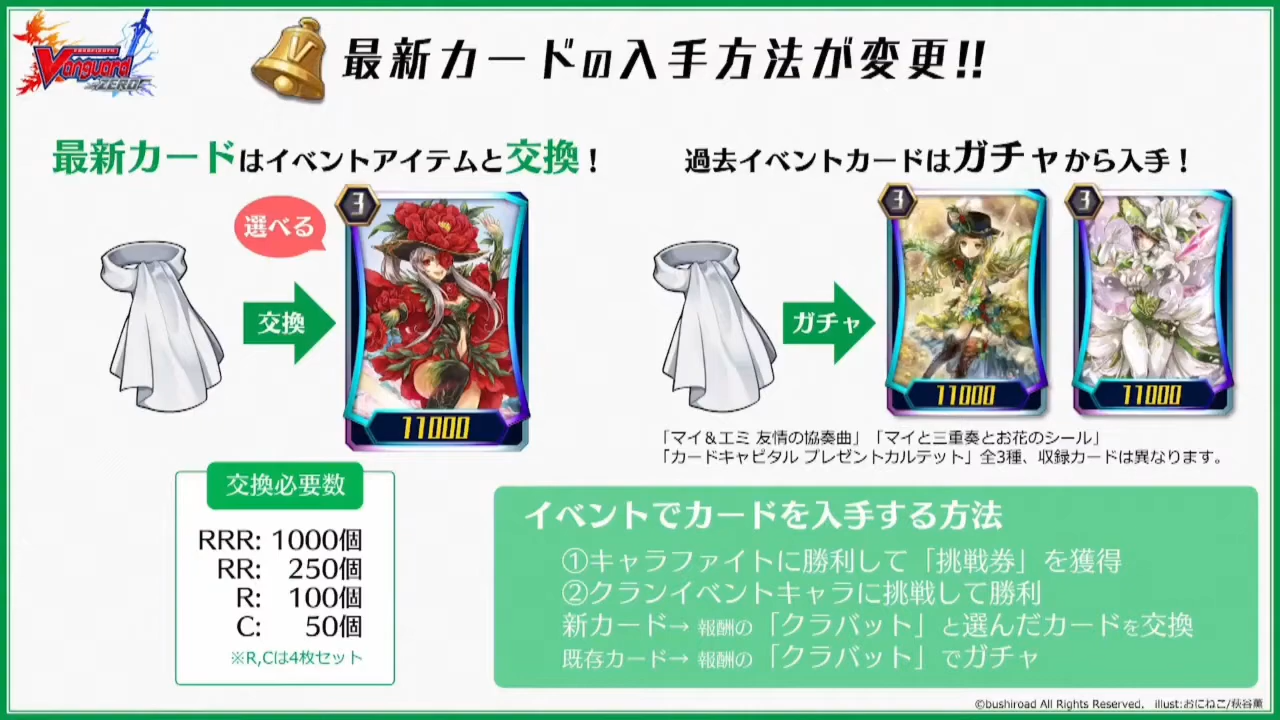 CARDFIGHT!!
Vanguard
ZERO
最新カードの入手方法が変更!!
最新カードはイベントアイテムと交換！
選べる
交換
3
11000
交換必要数
RRR: 1000個
RR: 250個
R: 100個
C: 50個
※R,Cは4枚セット
過去イベントカードはガチャから入手！
ガチャ
3
11000
3
11000
「マイ＆エミ 友情の協奏曲」「マイと三重奏とお花のシール」
「カードキャピタル プレゼントカルテット」全3種、収録カードは異なります。
イベントでカードを入手する方法
①キャラファイトに勝利して「挑戦券」を獲得
②クランイベントキャラに挑戦して勝利
新カード→ 報酬の「クラバット」と選んだカードを交換
既存カード→ 報酬の「クラバット」でガチャ
©bushiroad All Rights Reserved. illust:おにねこ/萩谷薫